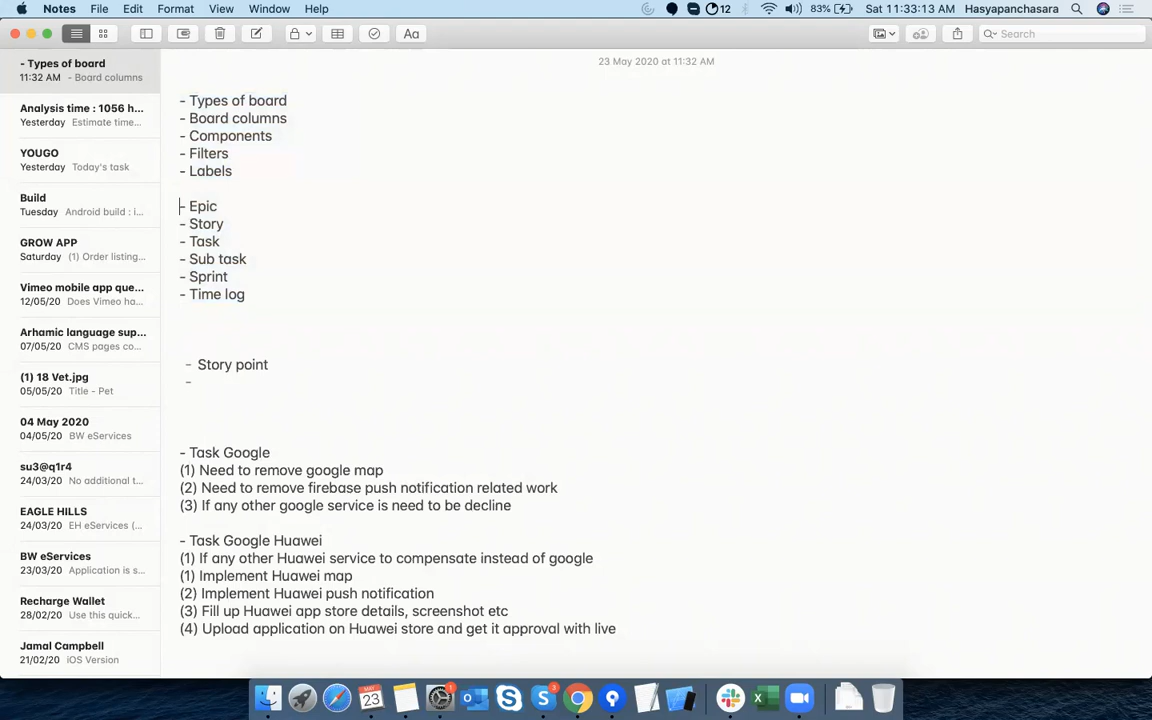 Notes File Edit Format View Window Help 12 83% Sat 11:33:13 AM Hasyapanchasara
Aa Search
- Types of board
11:32 AM - Board columns
Analysis time : 1056 h...
Yesterday Estimate time...
YOUGO
Yesterday Today's task
Build
Tuesday Android build : i...
GROW APP
Saturday (1) Order listing...
Vimeo mobile app que...
12/05/20 Does Vimeo ha...
Arhamic language sup...
07/05/20 CMS pages co...
(1) 18 Vet.jpg
05/05/20 Title - Pet
04 May 2020
04/05/20 BW eServices
su3@q1r4
24/03/20 No additional t...
EAGLE HILLS
24/03/20 EH eServices (...
BW eServices
23/03/20 Application is s...
Recharge Wallet
28/02/20 Use this quick...
Jamal Campbell
21/02/20 iOS Version
23 May 2020 at 11:32 AM
- Types of board
- Board columns
- Components
- Filters
- Labels
- Epic
- Story
- Task
- Sub task
- Sprint
- Time log
- Story point
-
- Task Google
(1) Need to remove google map
(2) Need to remove firebase push notification related work
(3) If any other google service is need to be decline
- Task Google Huawei
(1) If any other Huawei service to compensate instead of google
(1) Implement Huawei map
(2) Implement Huawei push notification
(3) Fill up Huawei app store details, screenshot etc
(4) Upload application on Huawei store and get it approval with live
MAY 23 1 3